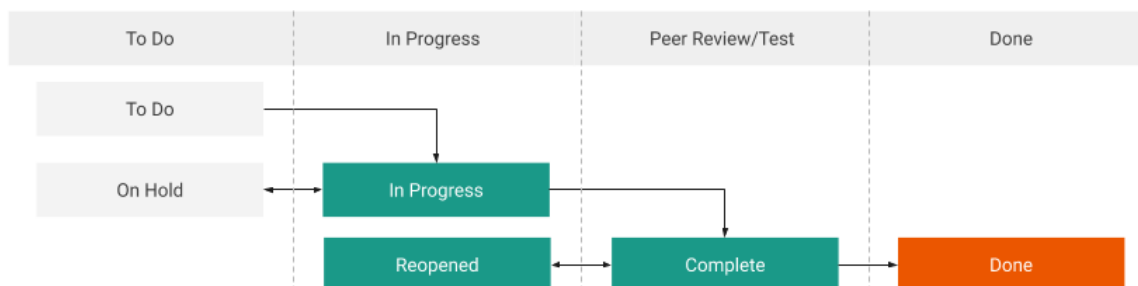 To Do
In Progress
Peer Review/Test
Done
To Do
On Hold
In Progress
Reopened
Complete
Done